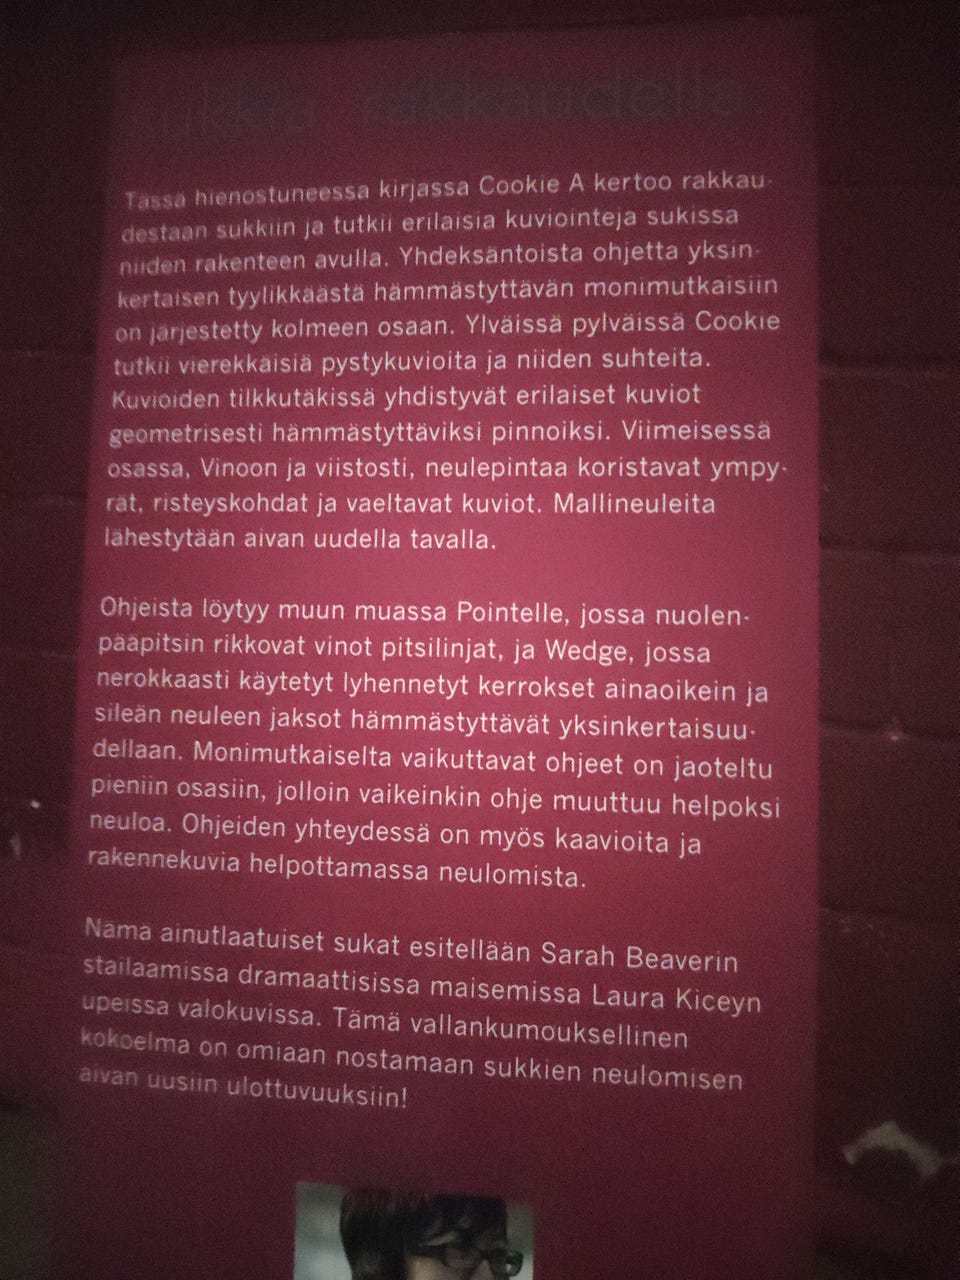 sukkia rakkaudella
Tässä hienostuneessa kirjassa Cookie A kertoo rakkau-
destaan sukkiin ja tutkii erilaisia kuviointeja sukissa
niiden rakenteen avulla. Yhdeksäntoista ohjetta yksin-
kertaisen tyylikkäästä hämmästyttävän monimutkaisiin
on järjestetty kolmeen osaan. Ylväissä pylväissä Cookie
tutkii vierekkäisiä pystykuvioita ja niiden suhteita.
Kuvioiden tilkkutäkissä yhdistyvät erilaiset kuviot
geometrisesti hämmästyttäviksi pinnoiksi. Viimeisessä
osassa, Vinoon ja viistosti, neulepintaa koristavat ympy-
rät, risteyskohdat ja vaeltavat kuviot. Mallineuleita
lähestytään aivan uudella tavalla.
Ohjeista löytyy muun muassa Pointelle, jossa nuolen-
pääpitsin rikkovat vinot pitsilinjat, ja Wedge, jossa
nerokkaasti käytetyt lyhennetyt kerrokset ainaoikein ja
sileän neuleen jaksot hämmästyttävät yksinkertaisuu-
dellaan. Monimutkaiselta vaikuttavat ohjeet on jaoteltu
pieniin osasiin, jolloin vaikeinkin ohje muuttuu helpoksi
neuloa. Ohjeiden yhteydessä on myös kaavioita ja
rakennekuvia helpottamassa neulomista.
Nämä ainutlaatuiset sukat esitellään Sarah Beaverin
stailaamissa dramaattisissa maisemissa Laura Kiceyn
upeissa valokuvissa. Tämä vallankumouksellinen
kokoelma on omiaan nostamaan sukkien neulomisen
aivan uusiin ulottuvuuksiin!